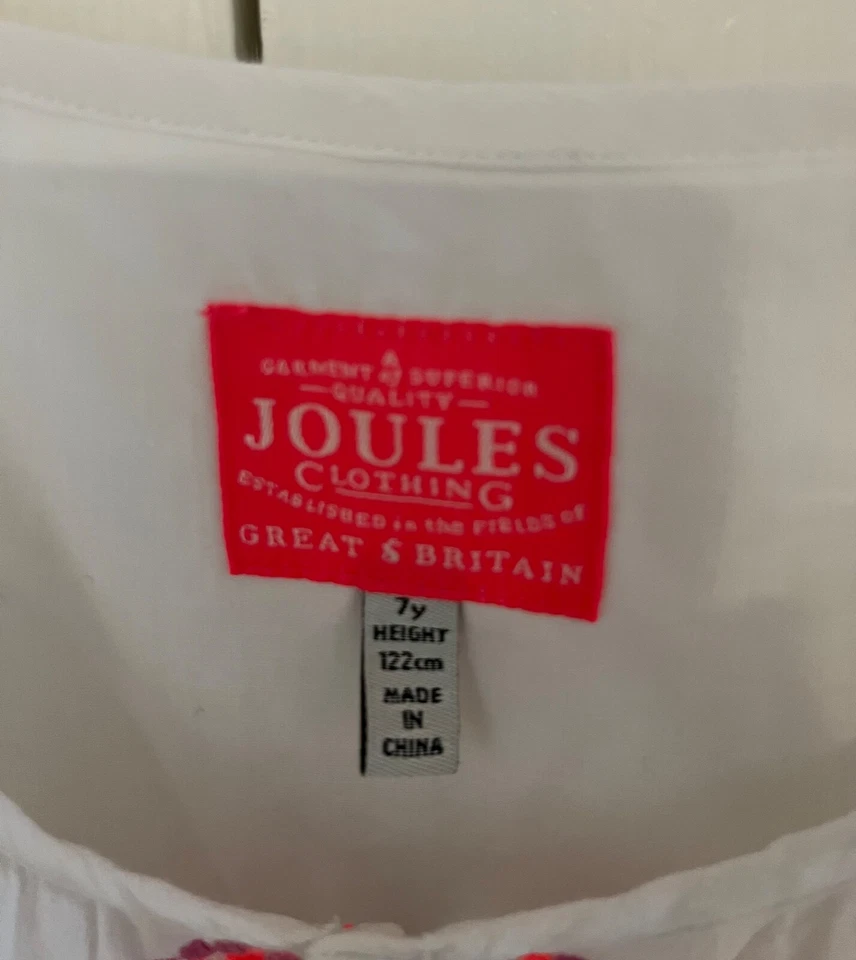 A
GARMENT of SUPERIOR
QUALITY
JOULES
CLOTHING
ESTABLISHED in the FIELDS of
GREAT & BRITAIN
7y
HEIGHT
122cm
MADE
IN
CHINA